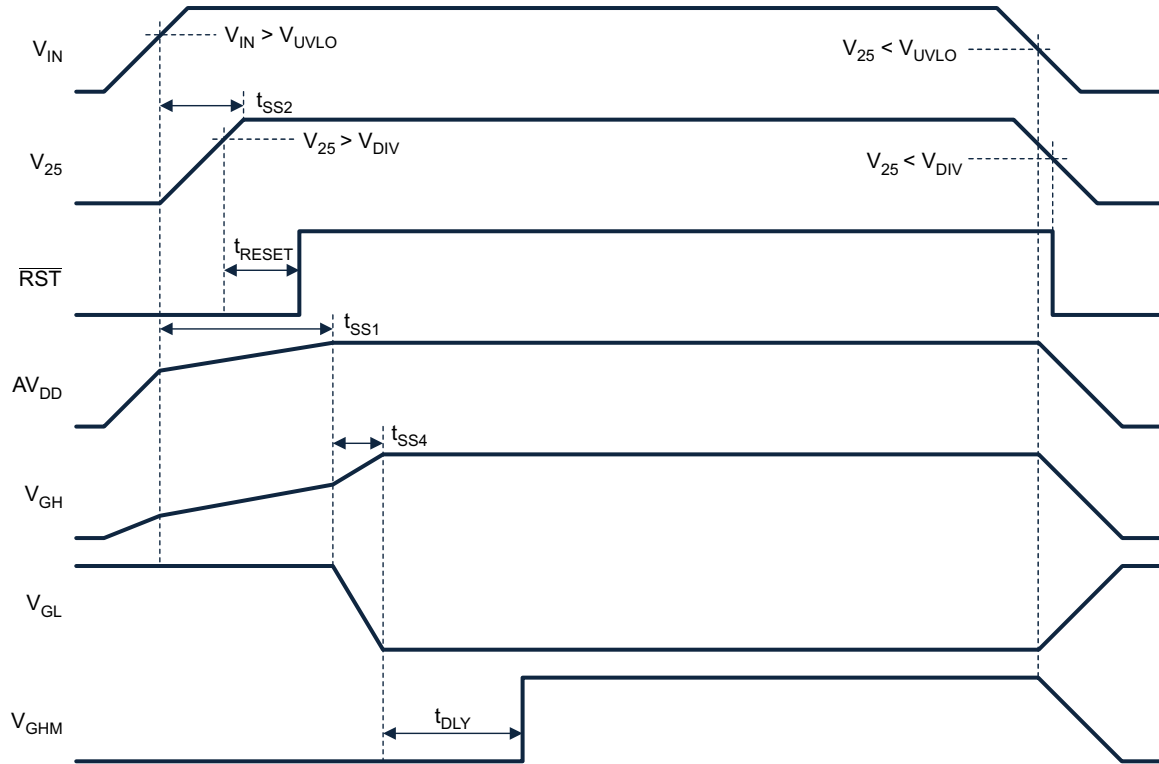 V_IN
V_IN > V_UVLO
V_25 < V_UVLO
t_SS2
V_25
V_25 > V_DIV
V_25 < V_DIV
t_RESET
R̅S̅T̅
t_SS1
AV_DD
t_SS4
V_GH
V_GL
t_DLY
V_GHM